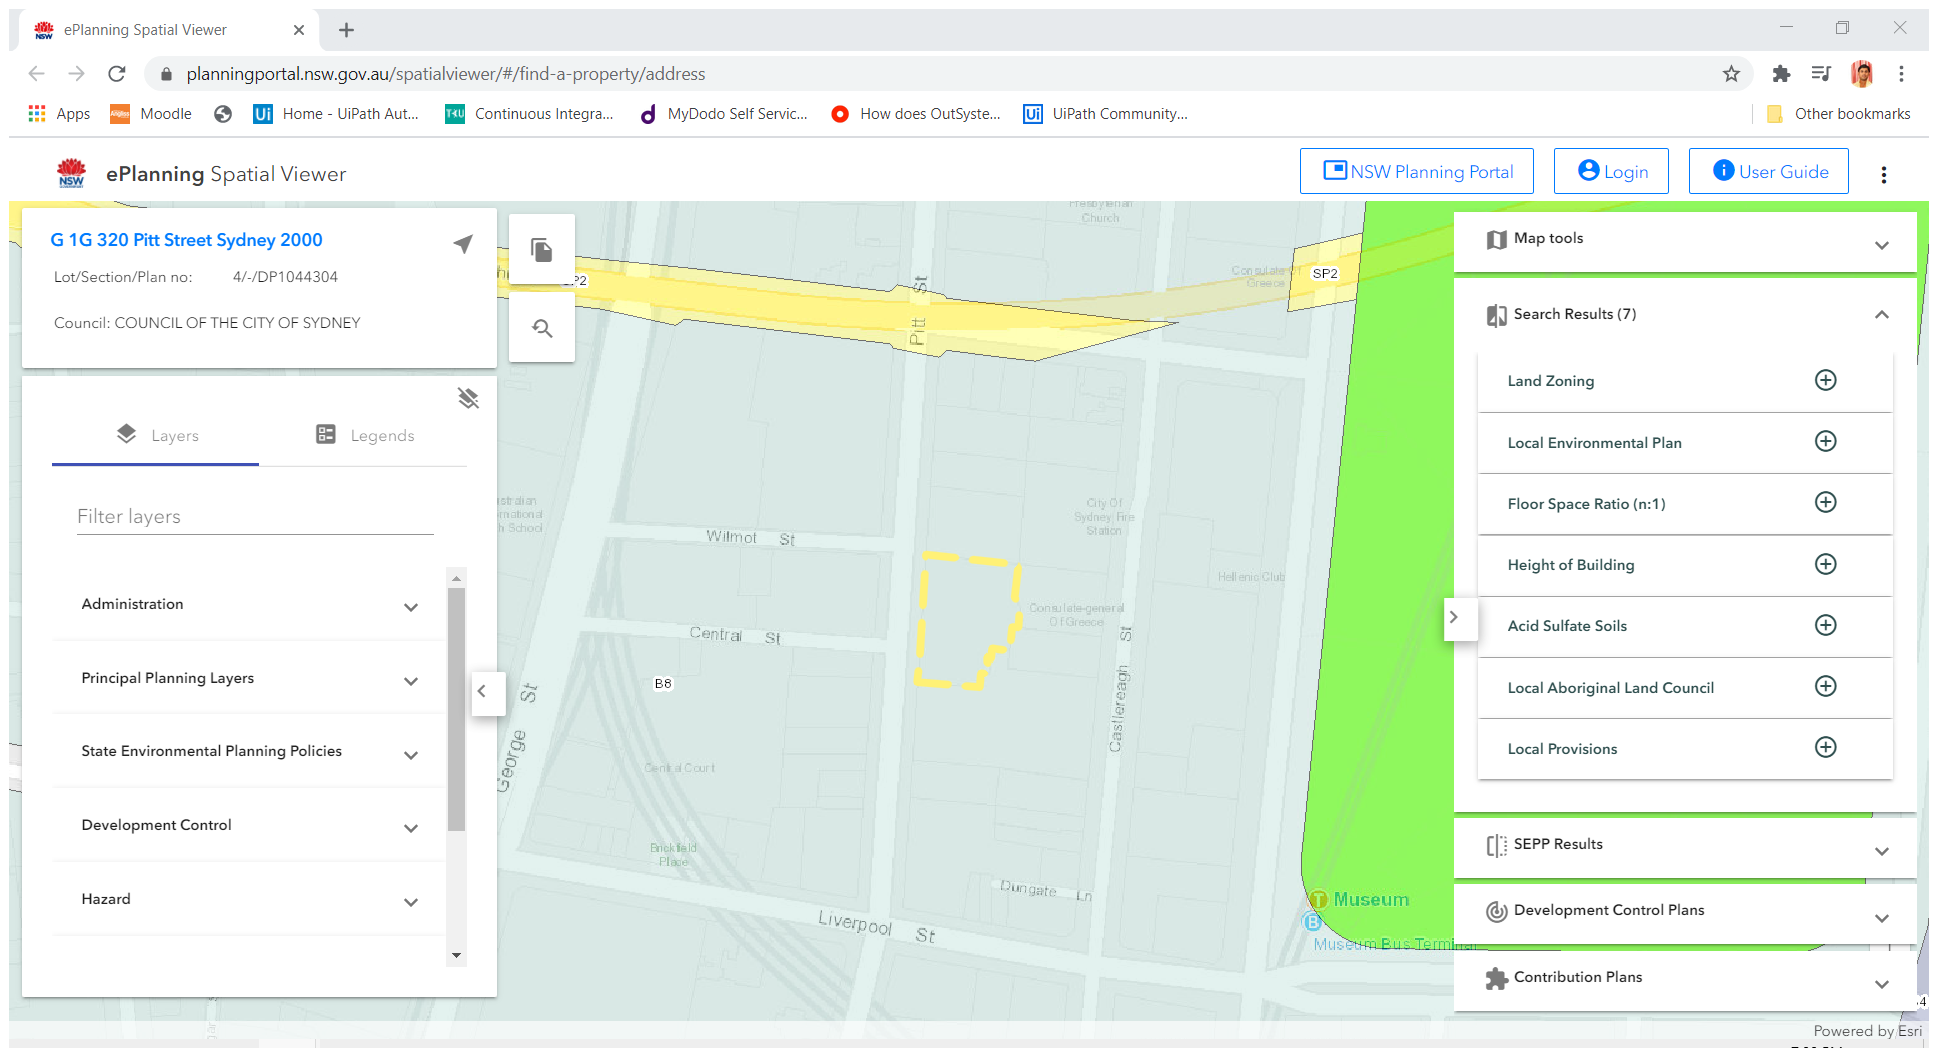 ePlanning Spatial Viewer
planningportal.nsw.gov.au/spatialviewer/#/find-a-property/address
Apps
Moodle
Home - UiPath Aut...
Continuous Integra...
MyDodo Self Servic...
How does OutSyste...
UiPath Community...
Other bookmarks
NSW
ePlanning Spatial Viewer
NSW Planning Portal
Login
User Guide
G 1G 320 Pitt Street Sydney 2000
Lot/Section/Plan no: 4/-/DP1044304
Council: COUNCIL OF THE CITY OF SYDNEY
Layers
Legends
Filter layers
Administration
Principal Planning Layers
State Environmental Planning Policies
Development Control
Hazard
Presbyterian
Church
Pitt St
Pitt
Consulate Of
Greece
SP2
City Of
Sydney Fire
Station
Wilmot St
Hellenic Club
Consulate-general
Of Greece
Central St
B8
George St
Castlereagh St
Central Court
Brickfield
Place
Dungate Ln
Liverpool St
T Museum
B
Museum Bus Terminal
Map tools
Search Results (7)
Land Zoning
Local Environmental Plan
Floor Space Ratio (n:1)
Height of Building
Acid Sulfate Soils
Local Aboriginal Land Council
Local Provisions
SEPP Results
Development Control Plans
Contribution Plans
Powered by Esri